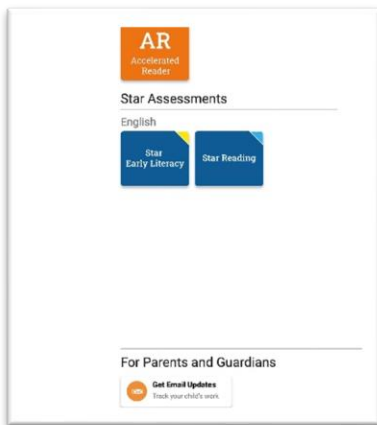 AR
Accelerated
Reader
Star Assessments
English
Star
Early Literacy
Star Reading
For Parents and Guardians
Get Email Updates
Track your child's work